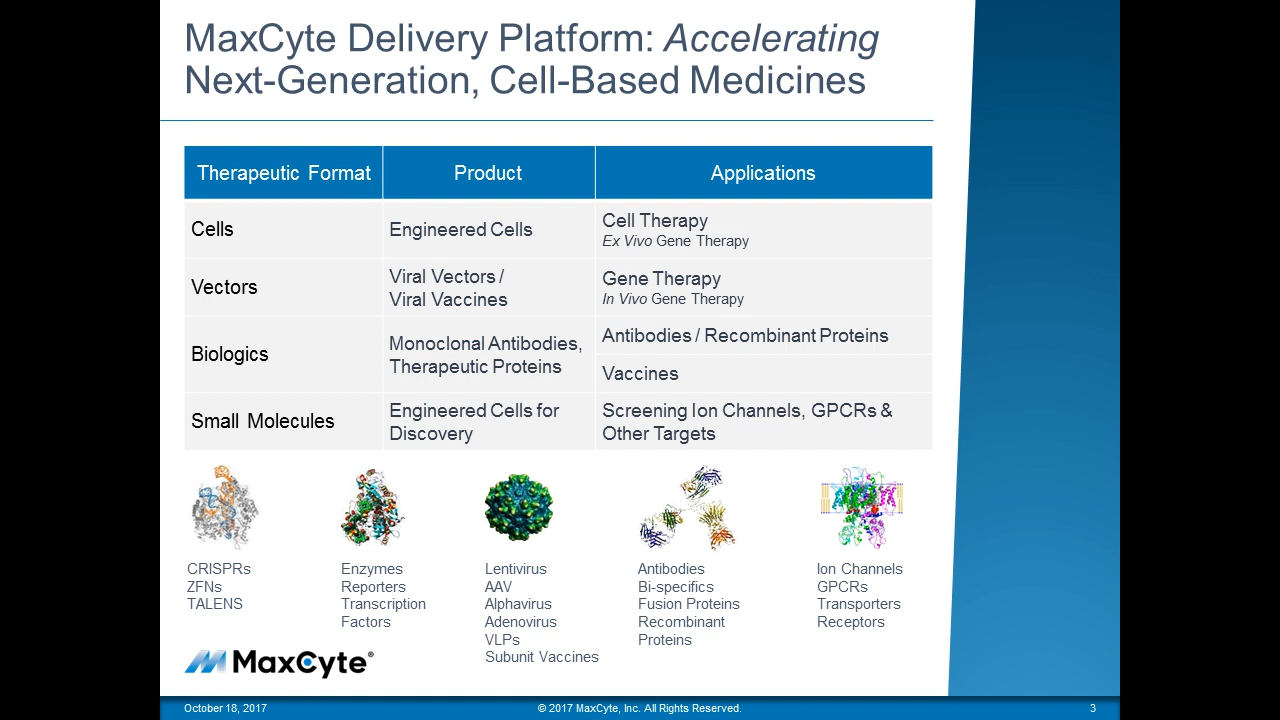 MaxCyte Delivery Platform: Accelerating
Next-Generation, Cell-Based Medicines
Therapeutic Format
Product
Applications
Cells
Engineered Cells
Cell Therapy
Ex Vivo Gene Therapy
Vectors
Viral Vectors /
Viral Vaccines
Gene Therapy
In Vivo Gene Therapy
Biologics
Monoclonal Antibodies,
Therapeutic Proteins
Antibodies / Recombinant Proteins
Vaccines
Small Molecules
Engineered Cells for
Discovery
Screening Ion Channels, GPCRs &
Other Targets
CRISPRs
ZFNs
TALENS
Enzymes
Reporters
Transcription
Factors
Lentivirus
AAV
Alphavirus
Adenovirus
VLPs
Subunit Vaccines
Antibodies
Bi-specifics
Fusion Proteins
Recombinant
Proteins
Ion Channels
GPCRs
Transporters
Receptors
MaxCyte®
October 18, 2017
© 2017 MaxCyte, Inc. All Rights Reserved.
3